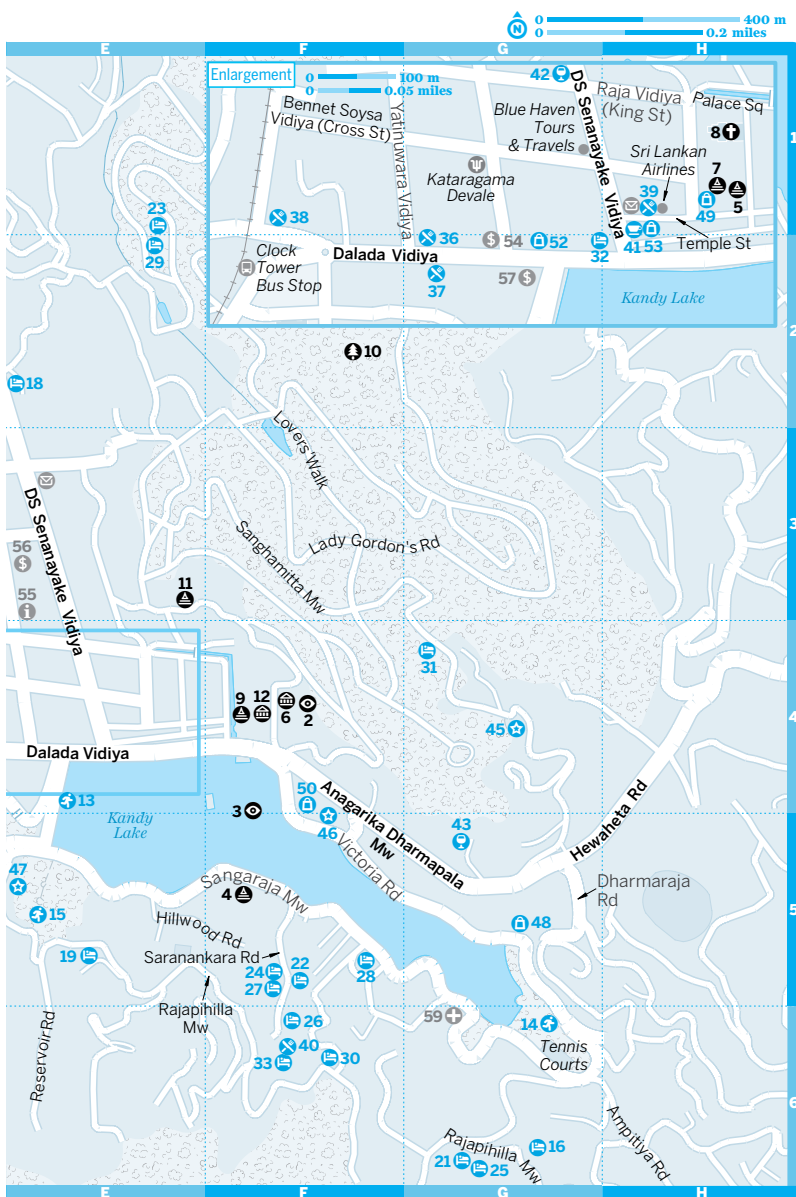 N
0 400 m
0 0.2 miles
E F G H
Enlargement
0 100 m
0 0.05 miles
42
DS Senanayake Vidiya
Raja Vidiya
(King St)
Palace Sq
Bennet Soysa
Vidiya (Cross St)
Yatinuwara Vidiya
Blue Haven
Tours
& Travels
8
1
Sri Lankan
Airlines
7
Kataragama
Devale
39
49
5
23
38
29
36
54
52
32
41
53
Temple St
Clock
Tower
Bus Stop
Dalada Vidiya
37
57
Kandy Lake
2
10
18
Lovers' Walk
DS Senanayake Vidiya
Sanghamitta Mw
Lady Gordon's Rd
3
56
11
55
31
9
12
6
2
45
4
Dalada Vidiya
50
Anagarika Dharmapala
Mw
Hewaheta Rd
13
Kandy
Lake
3
46
43
Victoria Rd
47
Sangaraja Mw
4
Dharmaraja
Rd
5
15
Hillwood Rd
48
19
Saranankara Rd
24
22
28
27
Rajapihilla
Mw
59
14
26
Reservoir Rd
40
33
30
Tennis
Courts
6
Ampitiya Rd
Rajapihilla Mw
16
21
25
E F G H